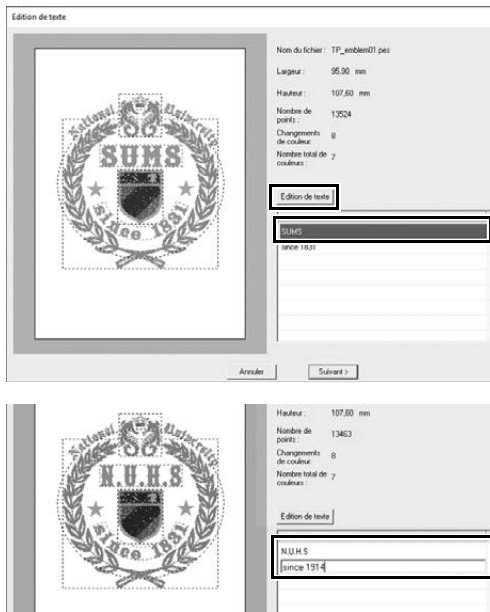 Edition de texte
National University
SUMS
since 1831
Nom du fichier : TP_emblem01.pes
Largeur : 95,90 mm
Hauteur : 107,60 mm
Nombre de points : 13524
Changements de couleur: 8
Nombre total de couleurs : 7
Edition de texte
SUMS
since 1831
Annuler
Suivant >
National University
N.U.H.S
since 1831
Hauteur : 107,60 mm
Nombre de points : 13463
Changements de couleur: 8
Nombre total de couleurs : 7
Edition de texte
N.U.H.S
since 1914